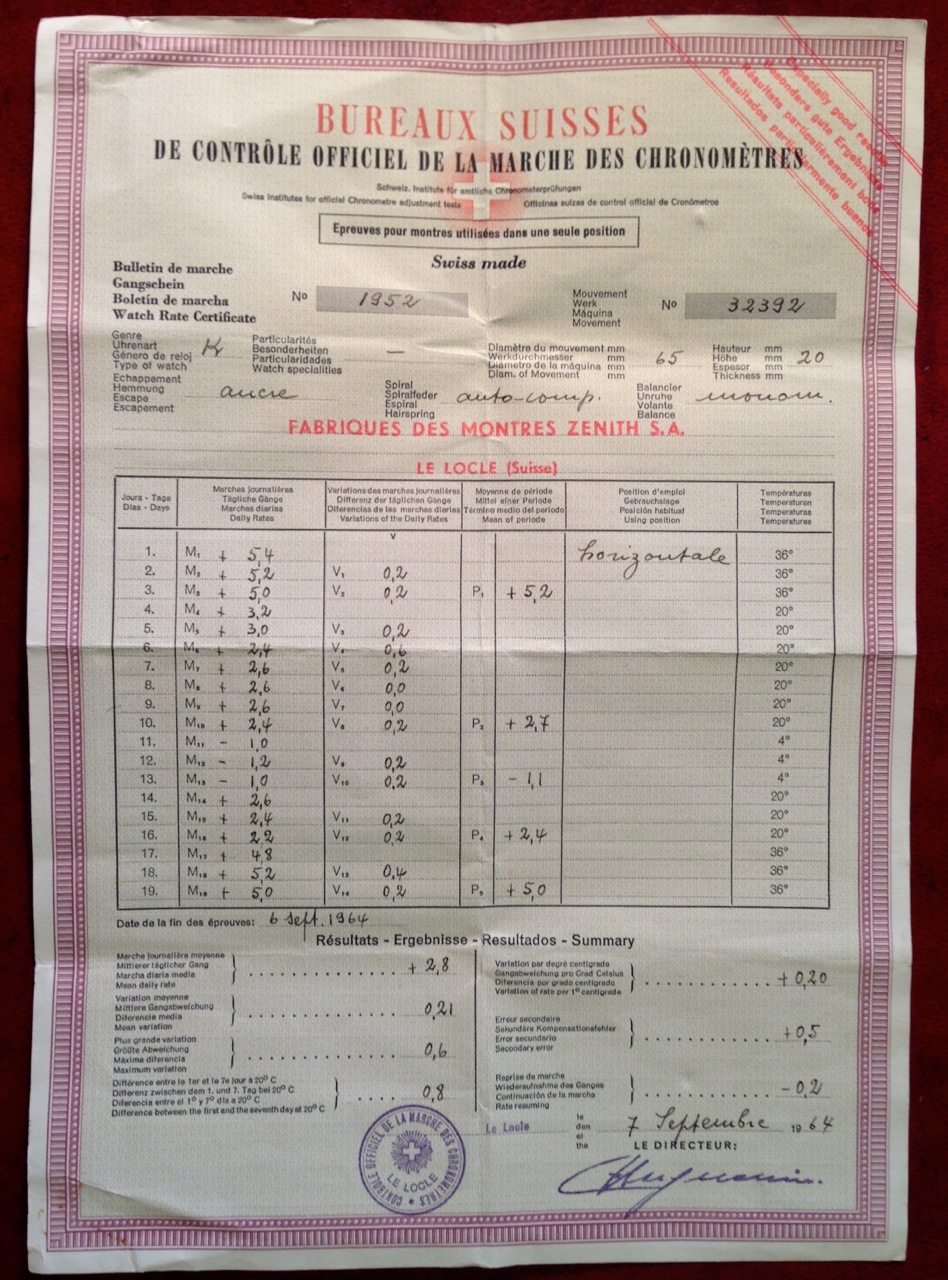 Especially good results
Besonders gute Ergebnisse
Résultats particulièrement bons
Resultados particularmente buenos
BUREAUX SUISSES
DE CONTRÔLE OFFICIEL DE LA MARCHE DES CHRONOMÈTRES
Schweiz. Institute für amtliche Chronometerprüfungen
Swiss Institutes for official Chronometre adjustment tests Officinas suizas de control official de Cronómetros
Epreuves pour montres utilisées dans une seule position
Swiss made
Bulletin de marche
Gangschein
Boletin de marcha
Watch Rate Certificate
No 1952
Mouvement
Werk
Máquina
Movement
No 32392
Genre
Uhrenart
Género de reloj
Type of watch
K
Particularités
Besonderheiten
Particularidades
Watch specialities
—
Diamètre du mouvement mm
Werkdurchmesser mm
Diámetro de la máquina mm
Diam. of Movement mm
65
Hauteur mm
Höhe mm
Espesor mm
Thickness mm
20
Echappement
Hemmung
Escape
Escapement
ancre
Spiral
Spiralfeder
Espiral
Hairspring
auto-comp.
Balancier
Unruhe
Volante
Balance
monom.
FABRIQUES DES MONTRES ZENITH S.A.
LE LOCLE (Suisse)
Jours - Tage
Dias - Days
Marches journalières
Tägliche Gänge
Marchas diarias
Daily Rates
Variations des marches journalières
Differenz der täglichen Gänge
Diferencias de las marchas diarias
Variations of the Daily Rates
V
Moyenne de période
Mittel einer Periode
Término medio del periodo
Mean of periode
Position d'emploi
Gebrauchslage
Posición habitual
Using position
Températures
Temperaturen
Temperaturas
Temperatures
1. M1 + 5,4 horizontale 36°
2. M2 + 5,2 V1 0,2 36°
3. M3 + 5,0 V2 0,2 P1 + 5,2 36°
4. M4 + 3,2 20°
5. M5 + 3,0 V3 0,2 20°
6. M6 + 2,4 V4 0,6 20°
7. M7 + 2,6 V5 0,2 20°
8. M8 + 2,6 V6 0,0 20°
9. M9 + 2,6 V7 0,0 20°
10. M10 + 2,4 V8 0,2 P2 + 2,7 20°
11. M11 - 1,0 4°
12. M12 - 1,2 V9 0,2 4°
13. M13 - 1,0 V10 0,2 P3 - 1,1 4°
14. M14 + 2,6 20°
15. M15 + 2,4 V11 0,2 20°
16. M16 + 2,2 V12 0,2 P4 + 2,4 20°
17. M17 + 4,8 36°
18. M18 + 5,2 V13 0,4 36°
19. M19 + 5,0 V14 0,2 P5 + 5,0 36°
Date de la fin des épreuves: 6 Sept. 1964
Résultats - Ergebnisse - Resultados - Summary
Marche journalière moyenne
Mittlerer täglicher Gang
Marcha diaria media
Mean daily rate
+ 2,8
Variation moyenne
Mittlere Gangabweichung
Diferencia media
Mean variation
0,21
Plus grande variation
Größte Abweichung
Máxima diferencia
Maximum variation
0,6
Différence entre le 1er et le 7e jour à 20° C
Differenz zwischen dem 1. und 7. Tag bei 20° C
Diferencia entre el 1° y 7° día a 20° C
Difference between the first and the seventh day at 20° C
0,8
Variation par degré centigrade
Gangabweichung pro Grad Celsius
Diferencia por grado centigrado
Variation of rate per 1° centigrade
+ 0,20
Erreur secondaire
Sekundäre Kompensationsfehler
Error secundario
Secondary error
+0,5
Reprise de marche
Wiederaufnahme des Ganges
Continuación de la marcha
Rate resuming
- 0,2
Le Locle
le
den
el
the
7 Septembre 1964
LE DIRECTEUR:
CONTRÔLE OFFICIEL DE LA MARCHE DES CHRONOMÈTRES
LE LOCLE